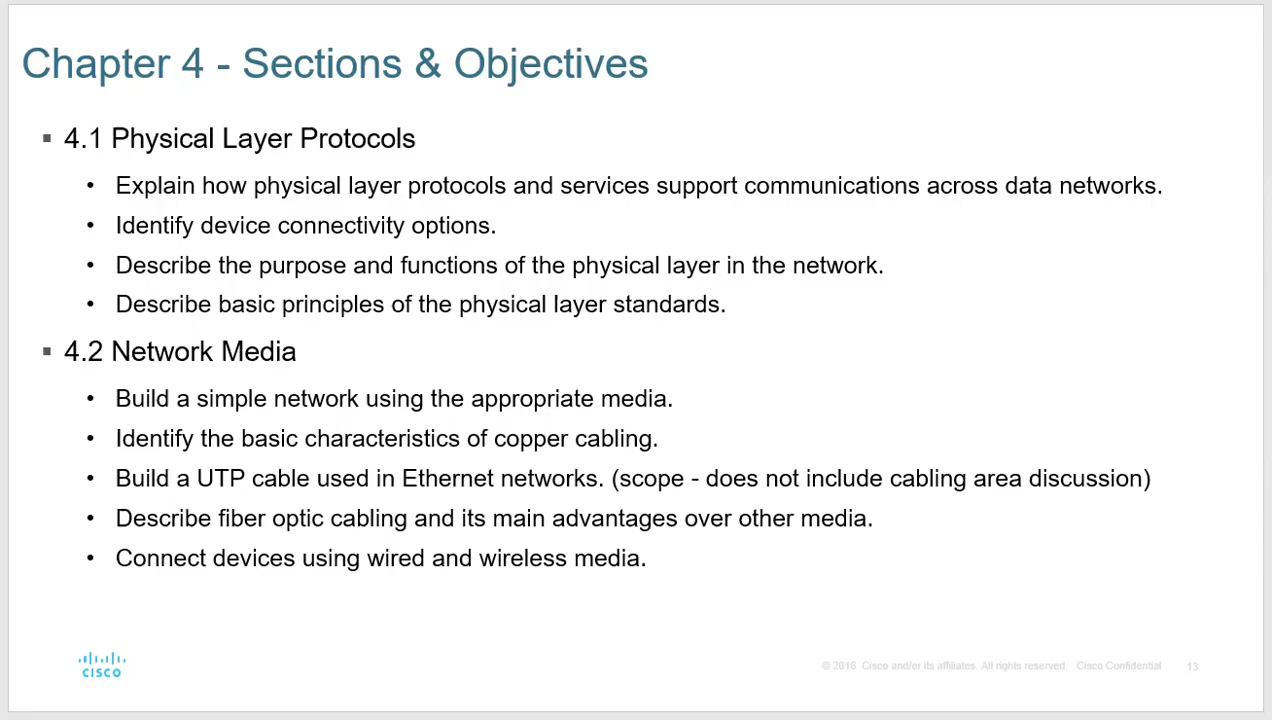 Chapter 4 - Sections & Objectives
▪ 4.1 Physical Layer Protocols
• Explain how physical layer protocols and services support communications across data networks.
• Identify device connectivity options.
• Describe the purpose and functions of the physical layer in the network.
• Describe basic principles of the physical layer standards.
▪ 4.2 Network Media
• Build a simple network using the appropriate media.
• Identify the basic characteristics of copper cabling.
• Build a UTP cable used in Ethernet networks. (scope - does not include cabling area discussion)
• Describe fiber optic cabling and its main advantages over other media.
• Connect devices using wired and wireless media.
CISCO
© 2016 Cisco and/or its affiliates. All rights reserved. Cisco Confidential 13